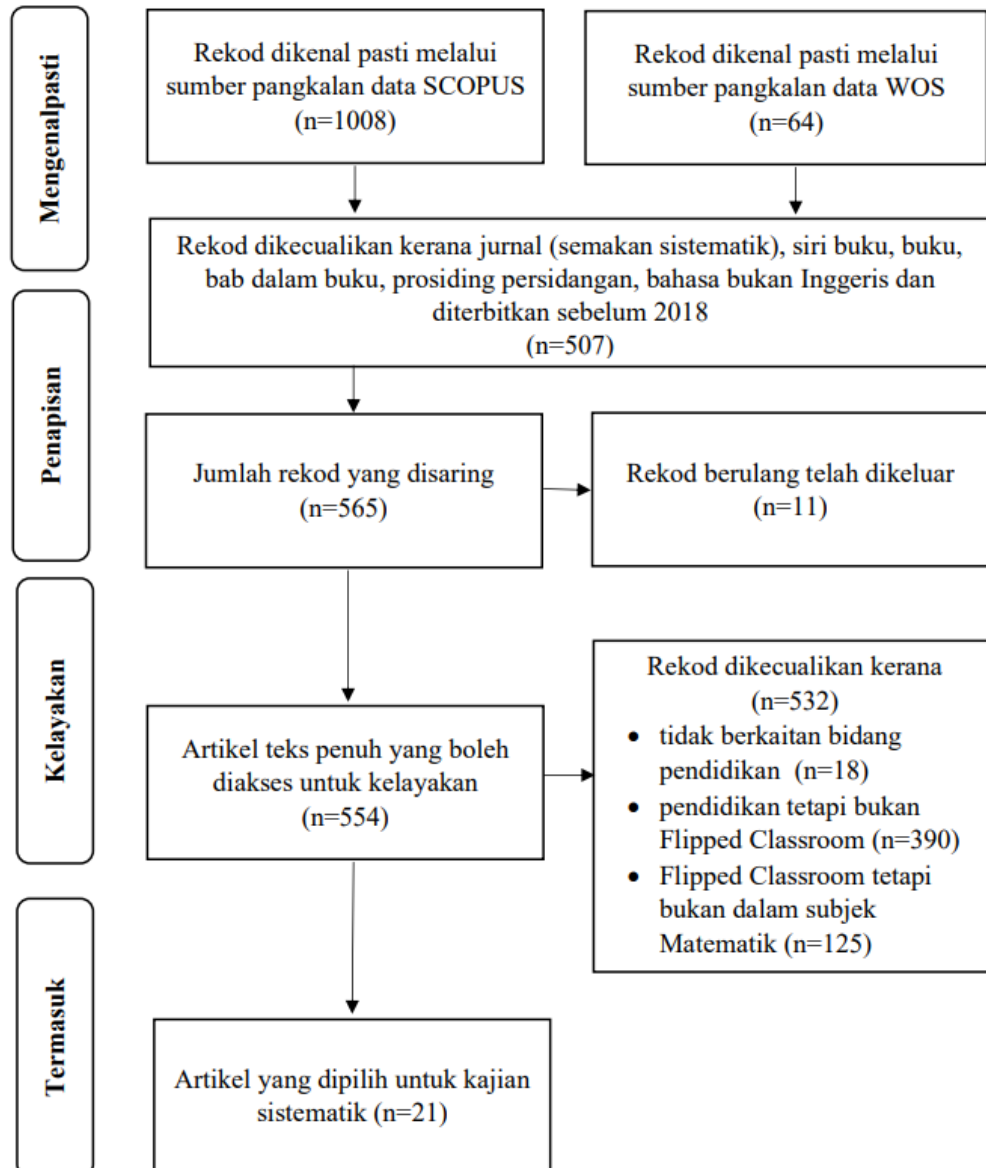 Mengenalpasti
Rekod dikenal pasti melalui
sumber pangkalan data SCOPUS
(n=1008)
Rekod dikenal pasti melalui
sumber pangkalan data WOS
(n=64)
Rekod dikecualikan kerana jurnal (semakan sistematik), siri buku, buku,
bab dalam buku, prosiding persidangan, bahasa bukan Inggeris dan
diterbitkan sebelum 2018
(n=507)
Penapisan
Jumlah rekod yang disaring
(n=565)
Rekod berulang telah dikeluar
(n=11)
Kelayakan
Artikel teks penuh yang boleh
diakses untuk kelayakan
(n=554)
Rekod dikecualikan kerana
(n=532)
• tidak berkaitan bidang
pendidikan (n=18)
• pendidikan tetapi bukan
Flipped Classroom (n=390)
• Flipped Classroom tetapi
bukan dalam subjek
Matematik (n=125)
Termasuk
Artikel yang dipilih untuk kajian
sistematik (n=21)